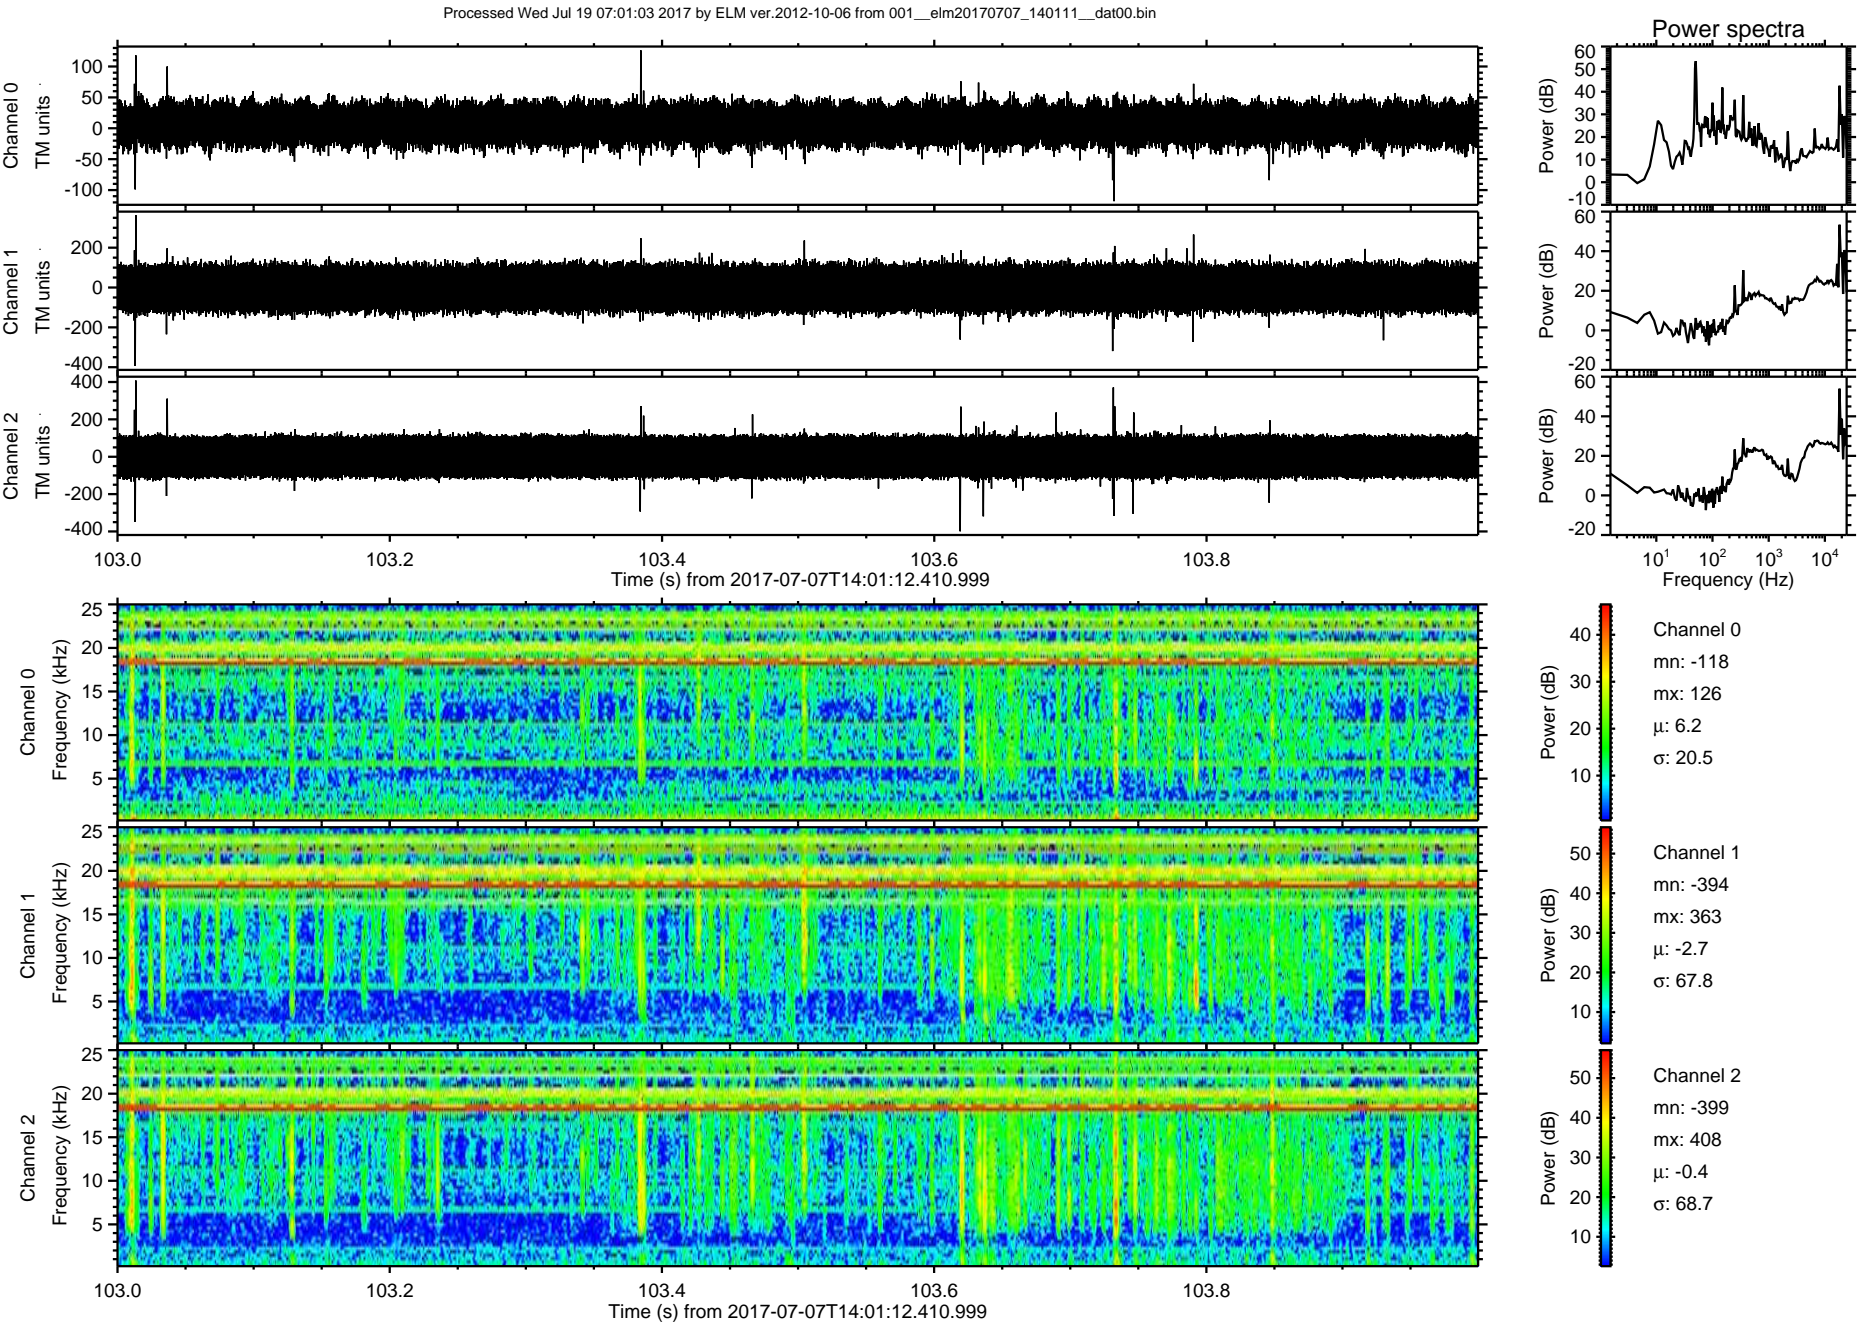 Processed Wed Jul 19 07:01:03 2017 by ELM ver.2012-10-06 from 001__elm20170707_140111__dat00.bin
Power spectra
Channel 0
TM units
100
50
0
-50
-100
Power (dB)
60
50
40
30
20
10
0
-10
Channel 1
TM units
200
0
-200
-400
Power (dB)
60
40
20
0
-20
Channel 2
TM units
400
200
0
-200
-400
Power (dB)
60
40
20
0
-20
103.0 103.2 103.4 103.6 103.8
Time (s) from 2017-07-07T14:01:12.410.999
10^1 10^2 10^3 10^4
Frequency (Hz)
Channel 0
Frequency (kHz)
25
20
15
10
5
Power (dB)
40
30
20
10
Channel 0
mn: -118
mx: 126
μ: 6.2
σ: 20.5
Channel 1
Frequency (kHz)
25
20
15
10
5
Power (dB)
50
40
30
20
10
Channel 1
mn: -394
mx: 363
μ: -2.7
σ: 67.8
Channel 2
Frequency (kHz)
25
20
15
10
5
Power (dB)
50
40
30
20
10
Channel 2
mn: -399
mx: 408
μ: -0.4
σ: 68.7
103.0 103.2 103.4 103.6 103.8
Time (s) from 2017-07-07T14:01:12.410.999